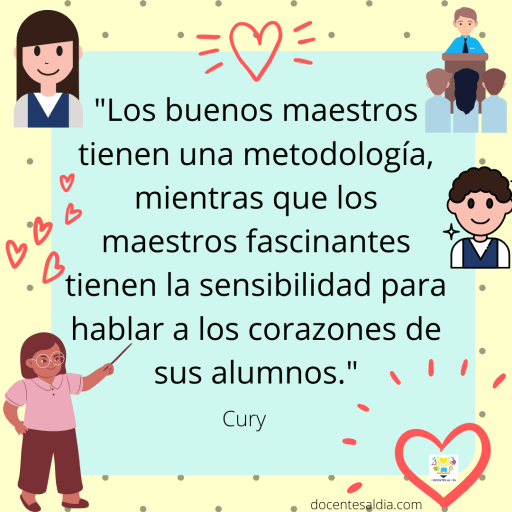 "Los buenos maestros
tienen una metodología,
mientras que los
maestros fascinantes
tienen la sensibilidad para
hablar a los corazones de
sus alumnos."
Cury
docentesaldia.com